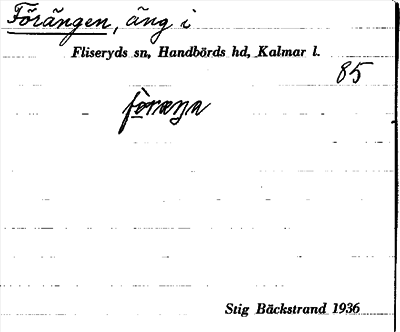 Förängen, äng i
Fliseryds sn, Handbörds hd, Kalmar l.
85
Stig Bäckstrand 1936